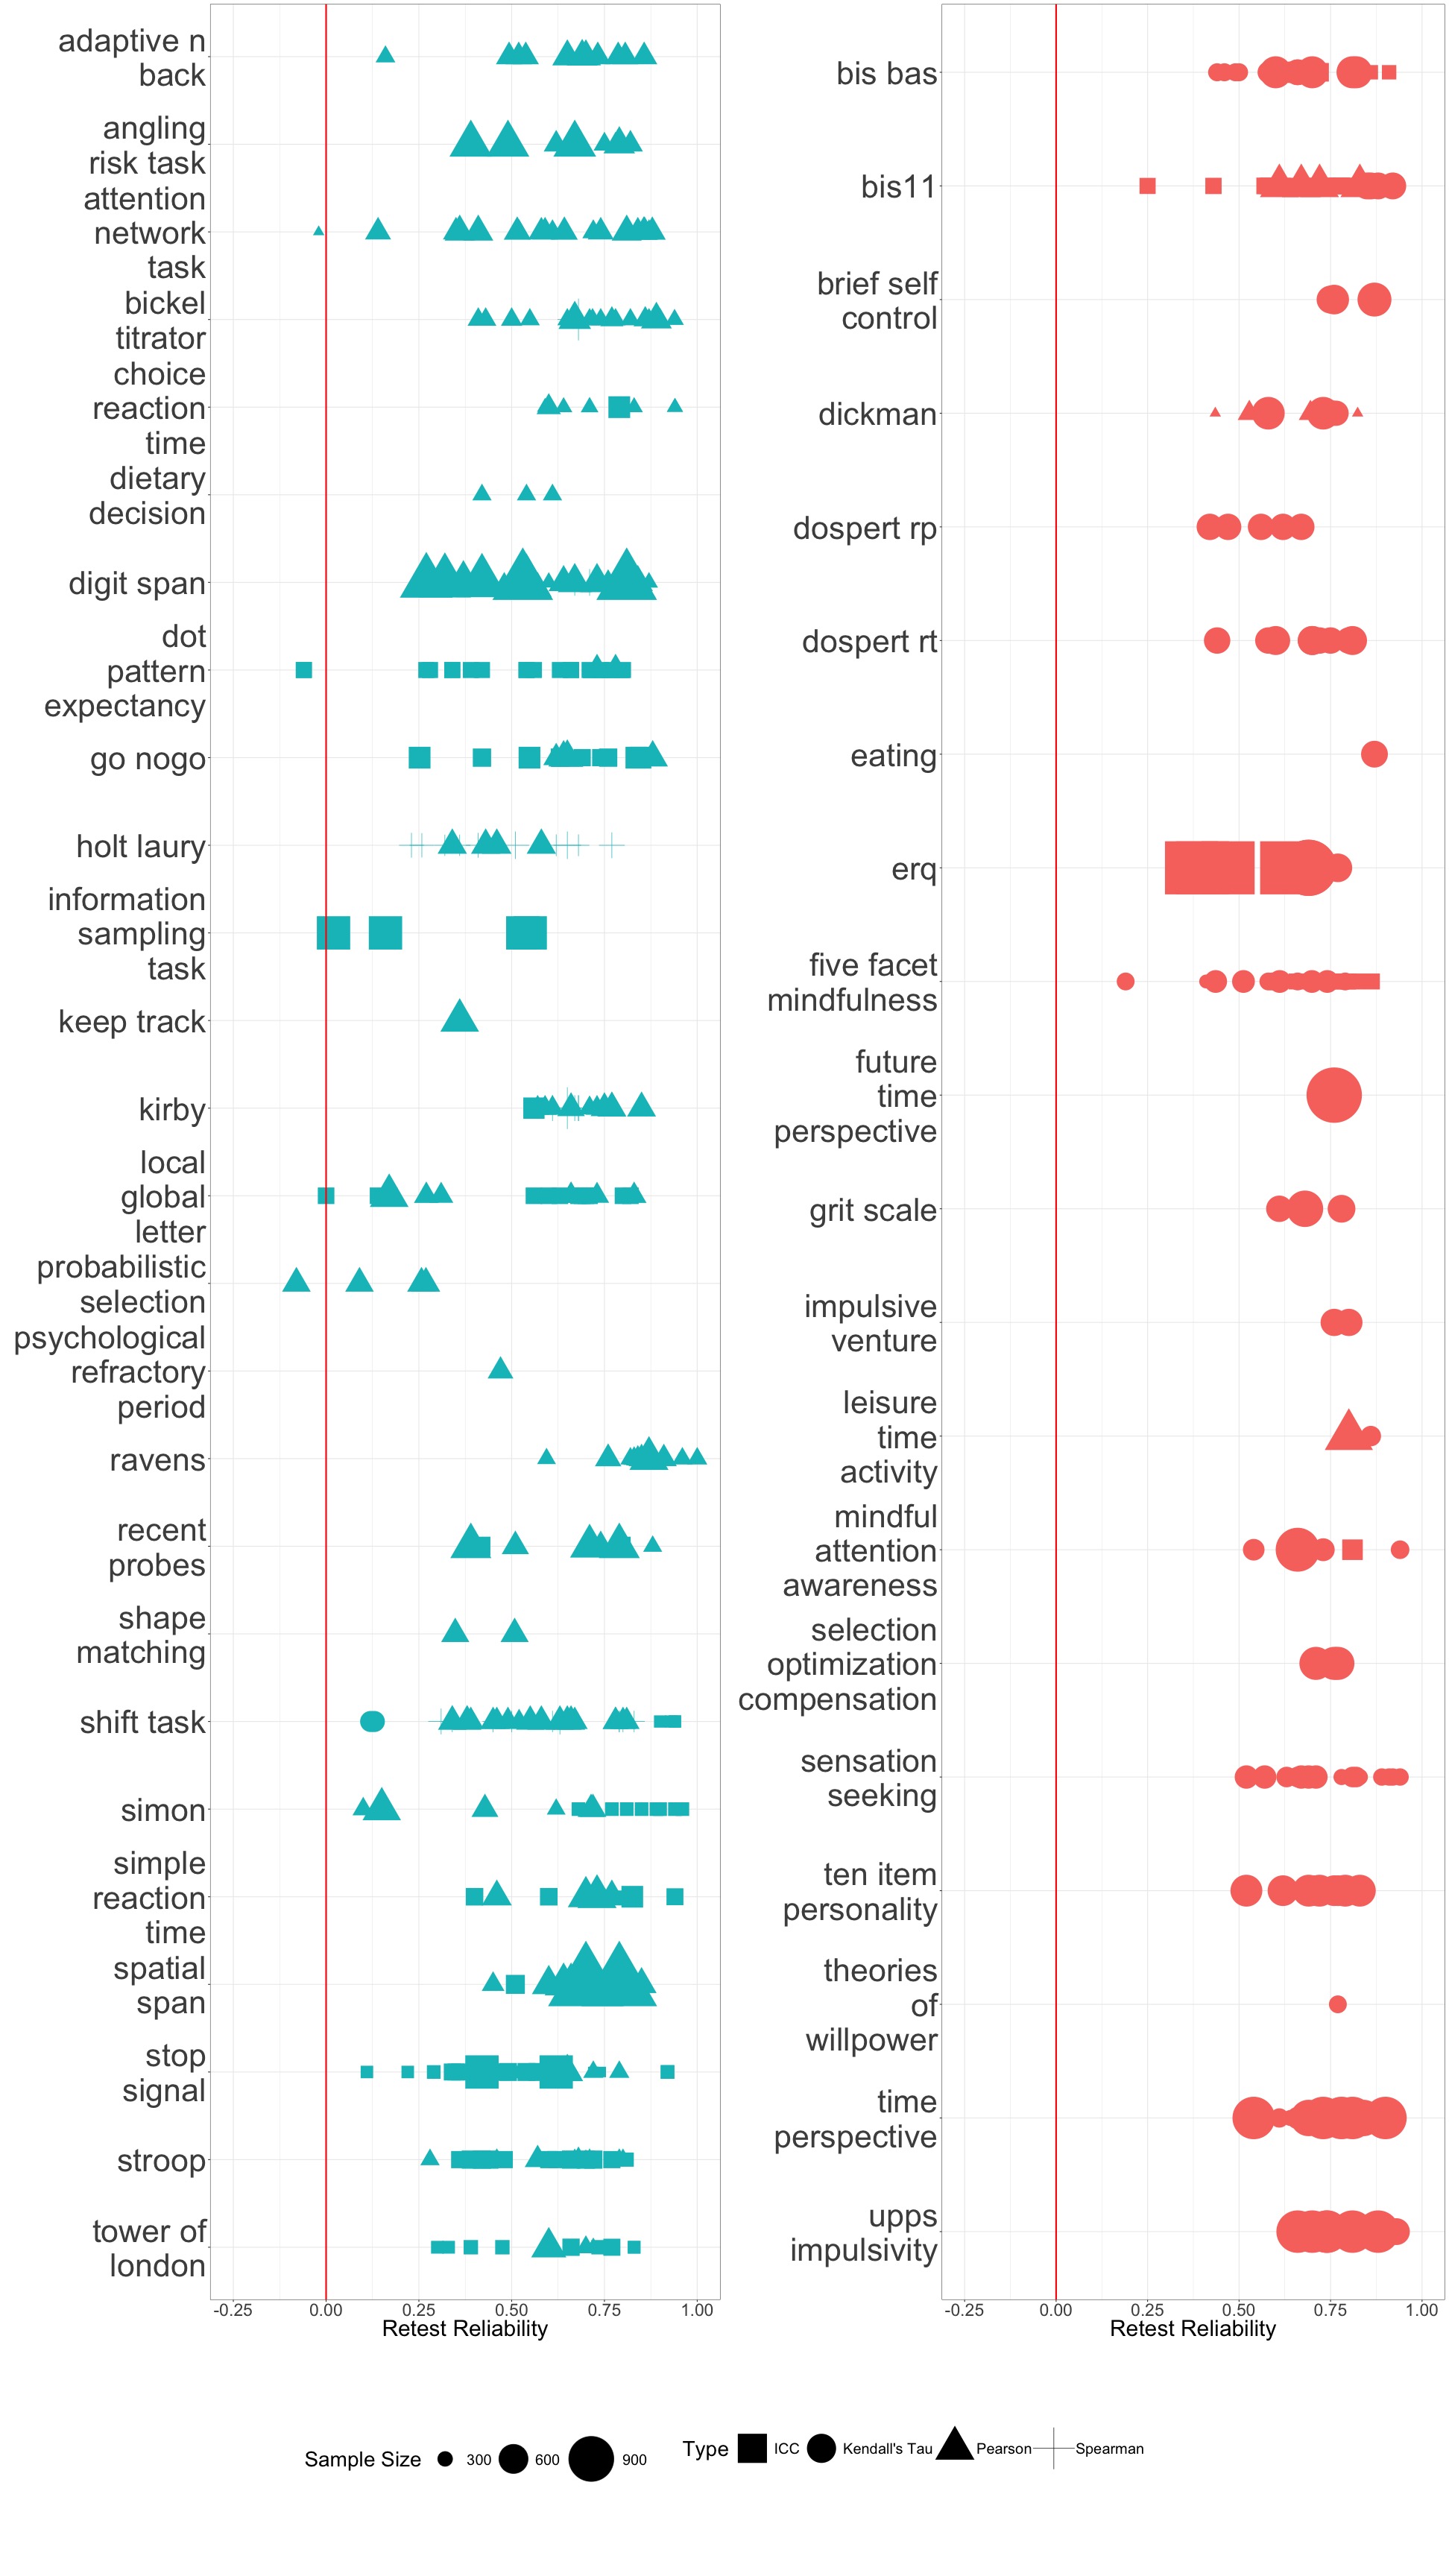 adaptive n
back
angling
risk task
attention
network
task
bickel
titrator
choice
reaction
time
dietary
decision
digit span
dot
pattern
expectancy
go nogo
holt laury
information
sampling
task
keep track
kirby
local
global
letter
probabilistic
selection
psychological
refractory
period
ravens
recent
probes
shape
matching
shift task
simon
simple
reaction
time
spatial
span
stop
signal
stroop
tower of
london
-0.25 0.00 0.25 0.50 0.75 1.00
Retest Reliability
bis bas
bis11
brief self
control
dickman
dospert rp
dospert rt
eating
erq
five facet
mindfulness
future
time
perspective
grit scale
impulsive
venture
leisure
time
activity
mindful
attention
awareness
selection
optimization
compensation
sensation
seeking
ten item
personality
theories
of
willpower
time
perspective
upps
impulsivity
-0.25 0.00 0.25 0.50 0.75 1.00
Retest Reliability
Sample Size 300 600 900
Type ICC Kendall's Tau Pearson Spearman